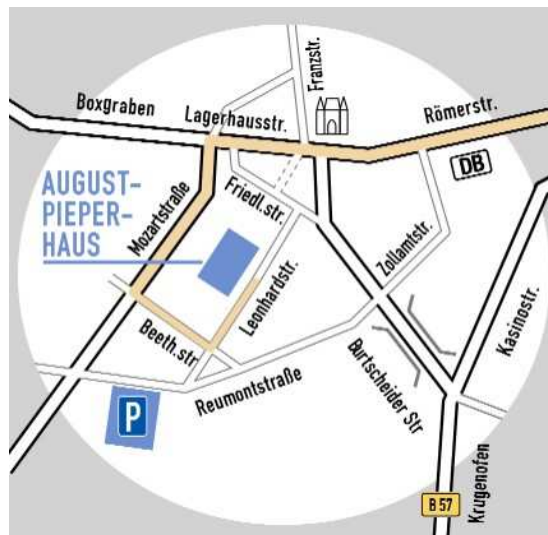 Franzstr.
Boxgraben
Lagerhausstr.
Römerstr.
DB
AUGUST-
PIEPER-
HAUS
Mozartstraße
Friedl.str.
Leonhardstr.
Zollamtstr.
Kasinostr.
Beeth.str
Reumontstraße
Burtscheider Str
P
B 57
Krugenofen